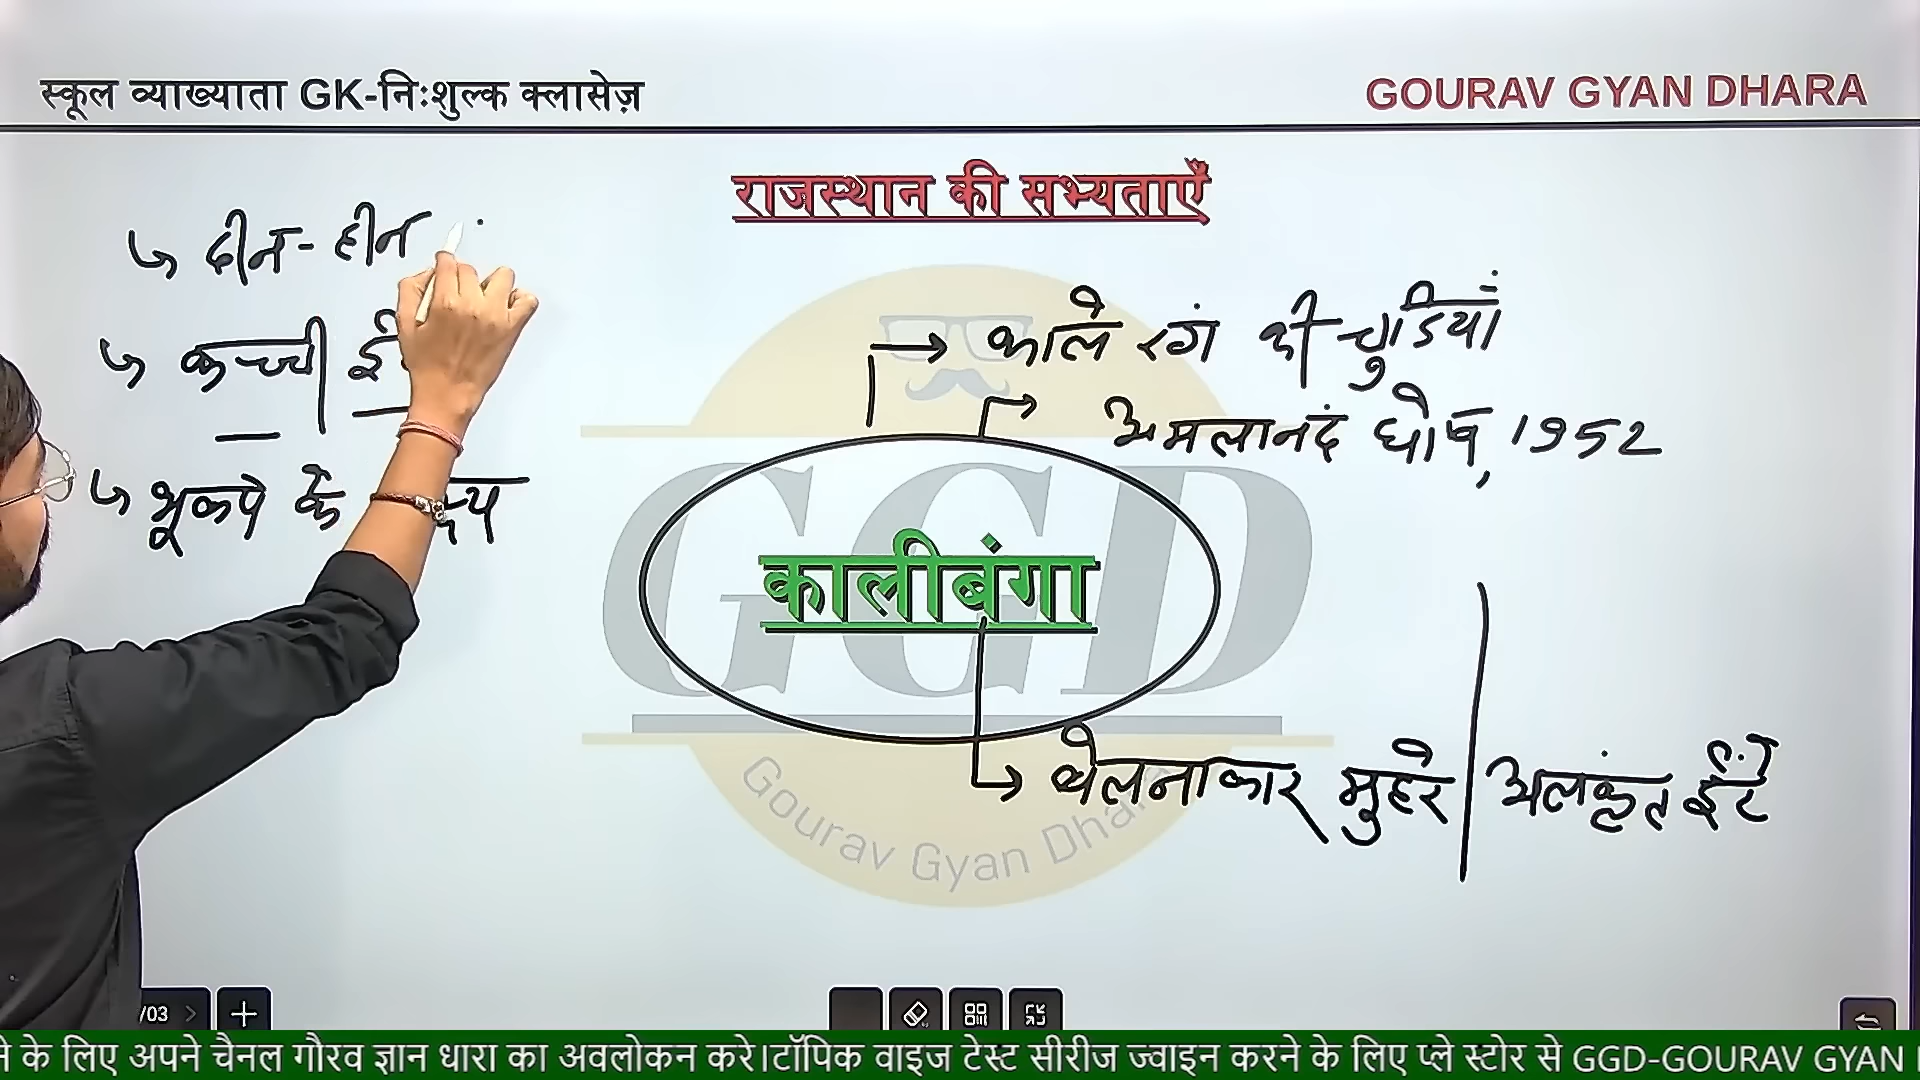 स्कूल व्याख्याता GK-निःशुल्क क्लासेज़
GOURAV GYAN DHARA
राजस्थान की सभ्यताएँ
दीन-हीन
कच्ची
भूकंप के
काले रंग की चुडियां
अमलानंद घोष, 1952
GGD
कालीबंगा
बेलनाकार मुहरे | अलंकृत ईंटे
Gourav Gyan Dha
/03
के लिए अपने चैनल गौरव ज्ञान धारा का अवलोकन करे।टॉपिक वाइज टेस्ट सीरीज ज्वाइन करने के लिए प्ले स्टोर से GGD-GOURAV GYAN